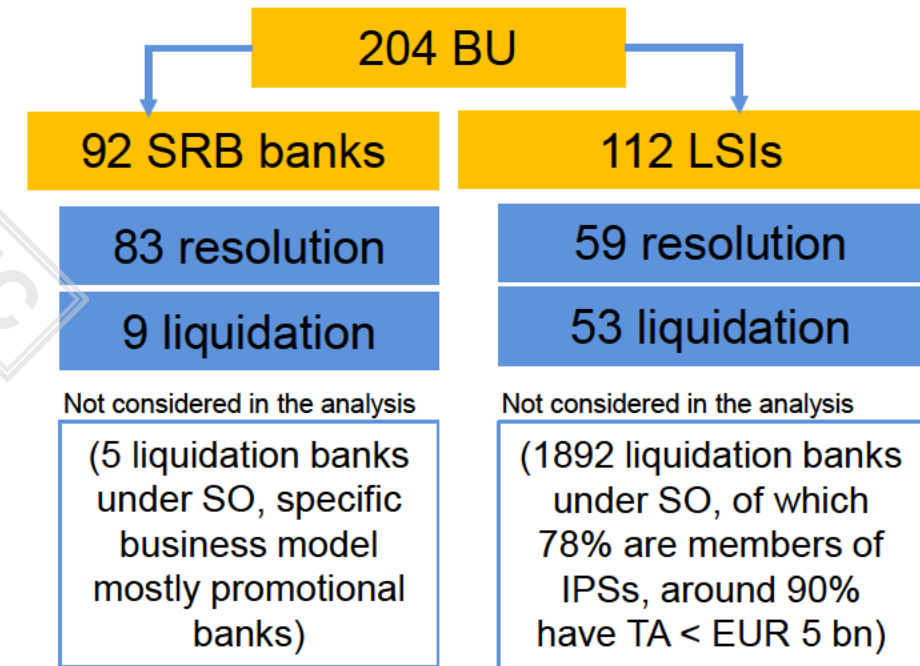 204 BU
92 SRB banks
83 resolution
9 liquidation
Not considered in the analysis
(5 liquidation banks
under SO, specific
business model
mostly promotional
banks)
112 LSIs
59 resolution
53 liquidation
Not considered in the analysis
(1892 liquidation banks
under SO, of which
78% are members of
IPSs, around 90%
have TA < EUR 5 bn)